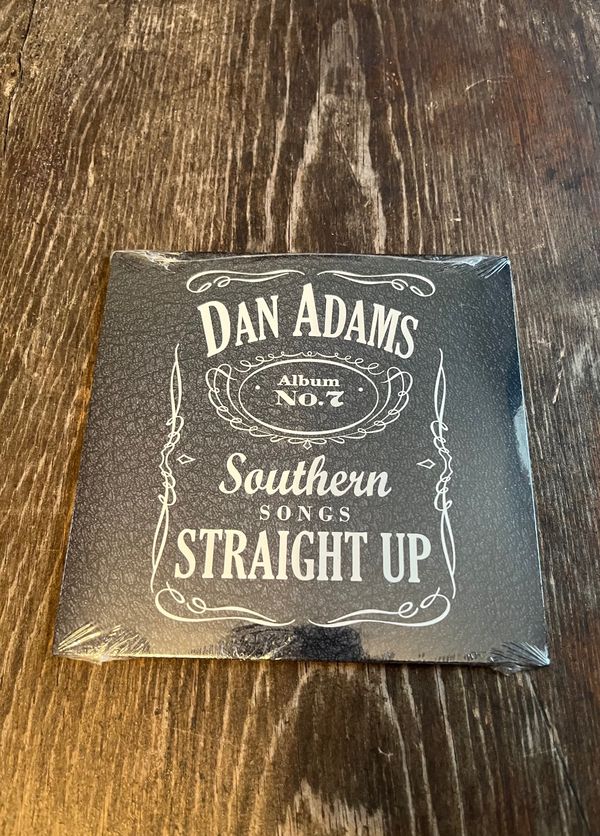 DAN ADAMS
Album
No.7
Southern
SONGS
STRAIGHT UP